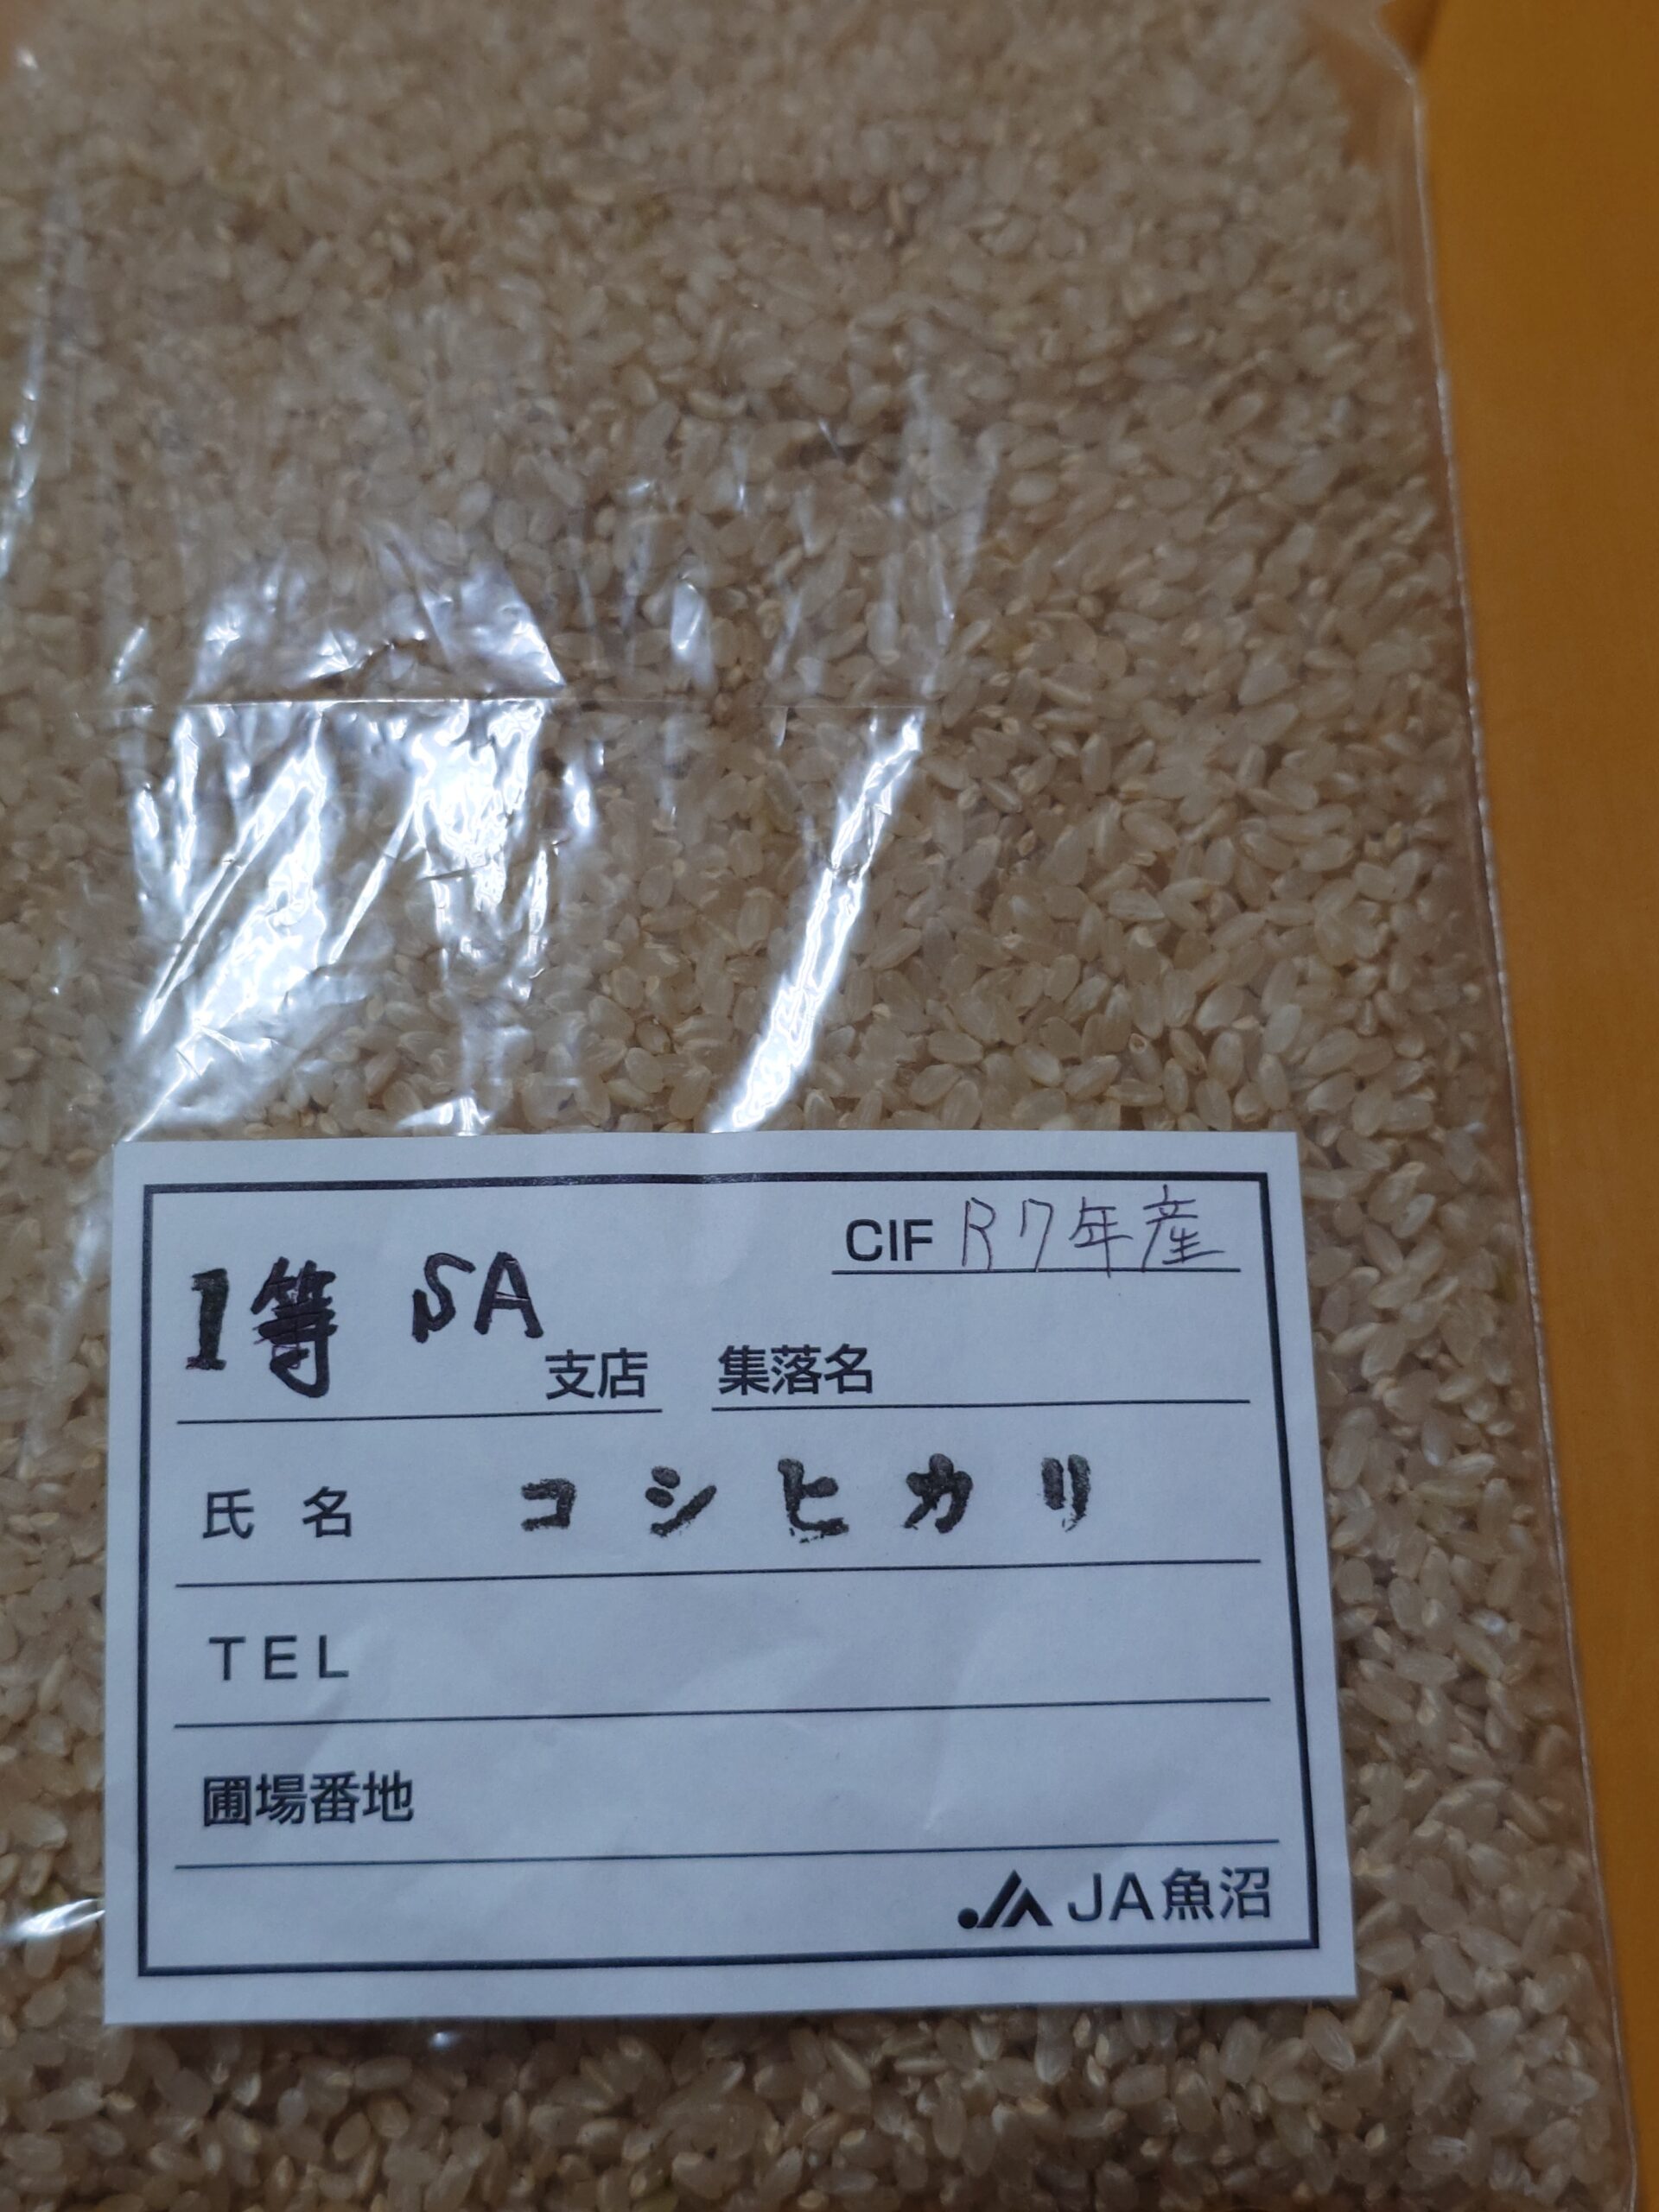 CIF R7年産
1等 SA 支店 集落名
氏名 コシヒカリ
TEL
圃場番地
JA魚沼